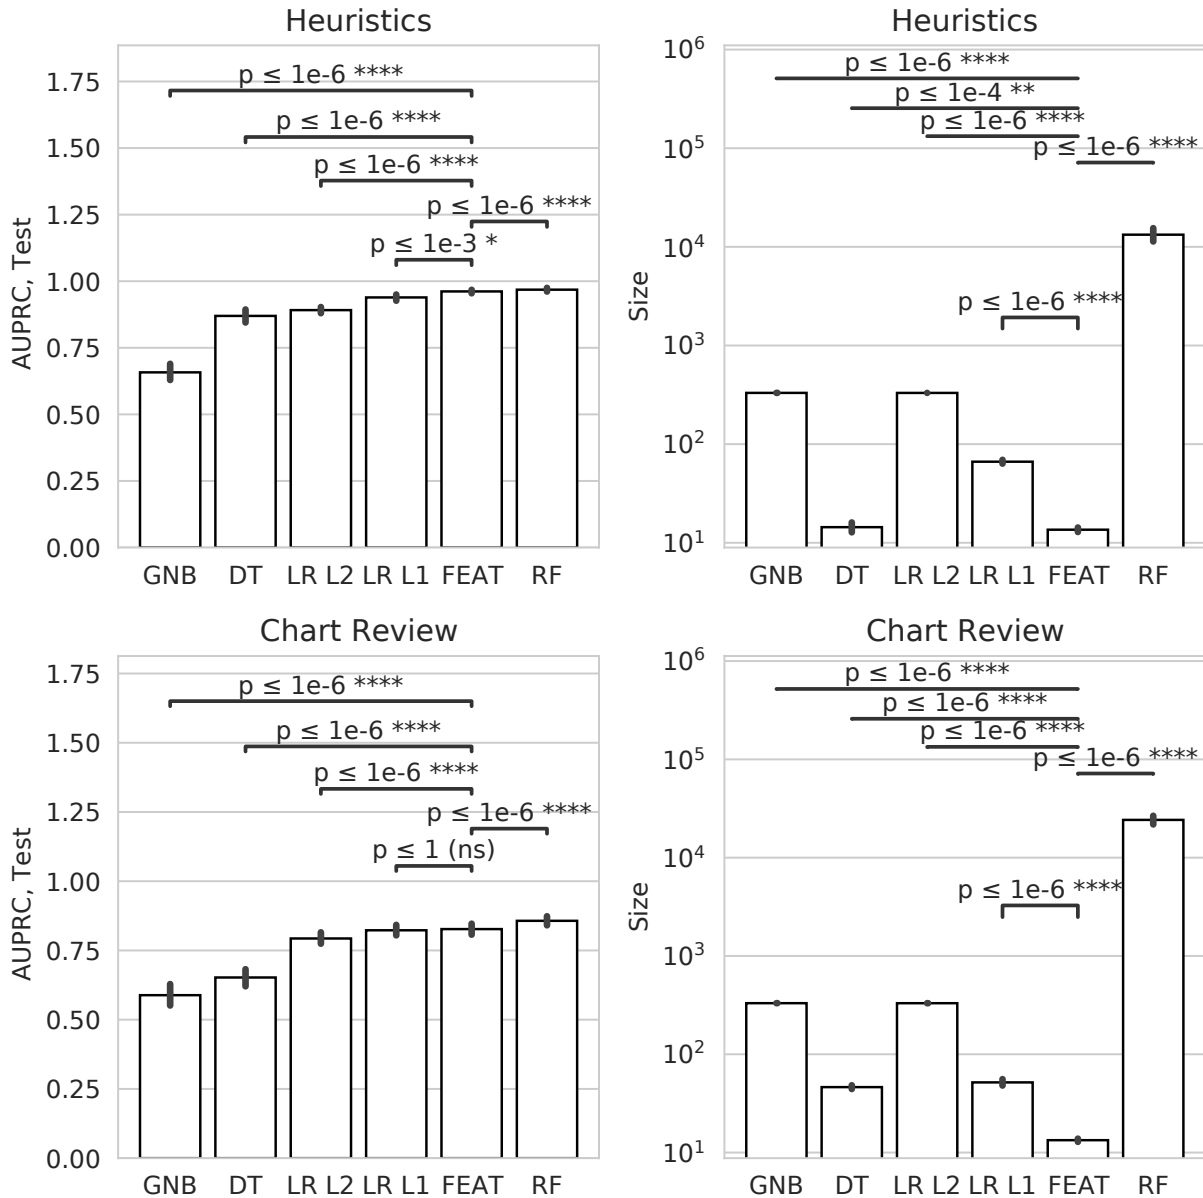 Heuristics
AUPRC, Test
1.75
1.50
1.25
1.00
0.75
0.50
0.25
0.00
p ≤ 1e-6 ****
p ≤ 1e-6 ****
p ≤ 1e-6 ****
p ≤ 1e-6 ****
p ≤ 1e-3 *
GNB DT LR L2 LR L1 FEAT RF
Heuristics
Size
10⁶
10⁵
10⁴
10³
10²
10¹
p ≤ 1e-6 ****
p ≤ 1e-4 **
p ≤ 1e-6 ****
p ≤ 1e-6 ****
p ≤ 1e-6 ****
GNB DT LR L2 LR L1 FEAT RF
Chart Review
AUPRC, Test
1.75
1.50
1.25
1.00
0.75
0.50
0.25
0.00
p ≤ 1e-6 ****
p ≤ 1e-6 ****
p ≤ 1e-6 ****
p ≤ 1e-6 ****
p ≤ 1 (ns)
GNB DT LR L2 LR L1 FEAT RF
Chart Review
Size
10⁶
10⁵
10⁴
10³
10²
10¹
p ≤ 1e-6 ****
p ≤ 1e-6 ****
p ≤ 1e-6 ****
p ≤ 1e-6 ****
p ≤ 1e-6 ****
GNB DT LR L2 LR L1 FEAT RF